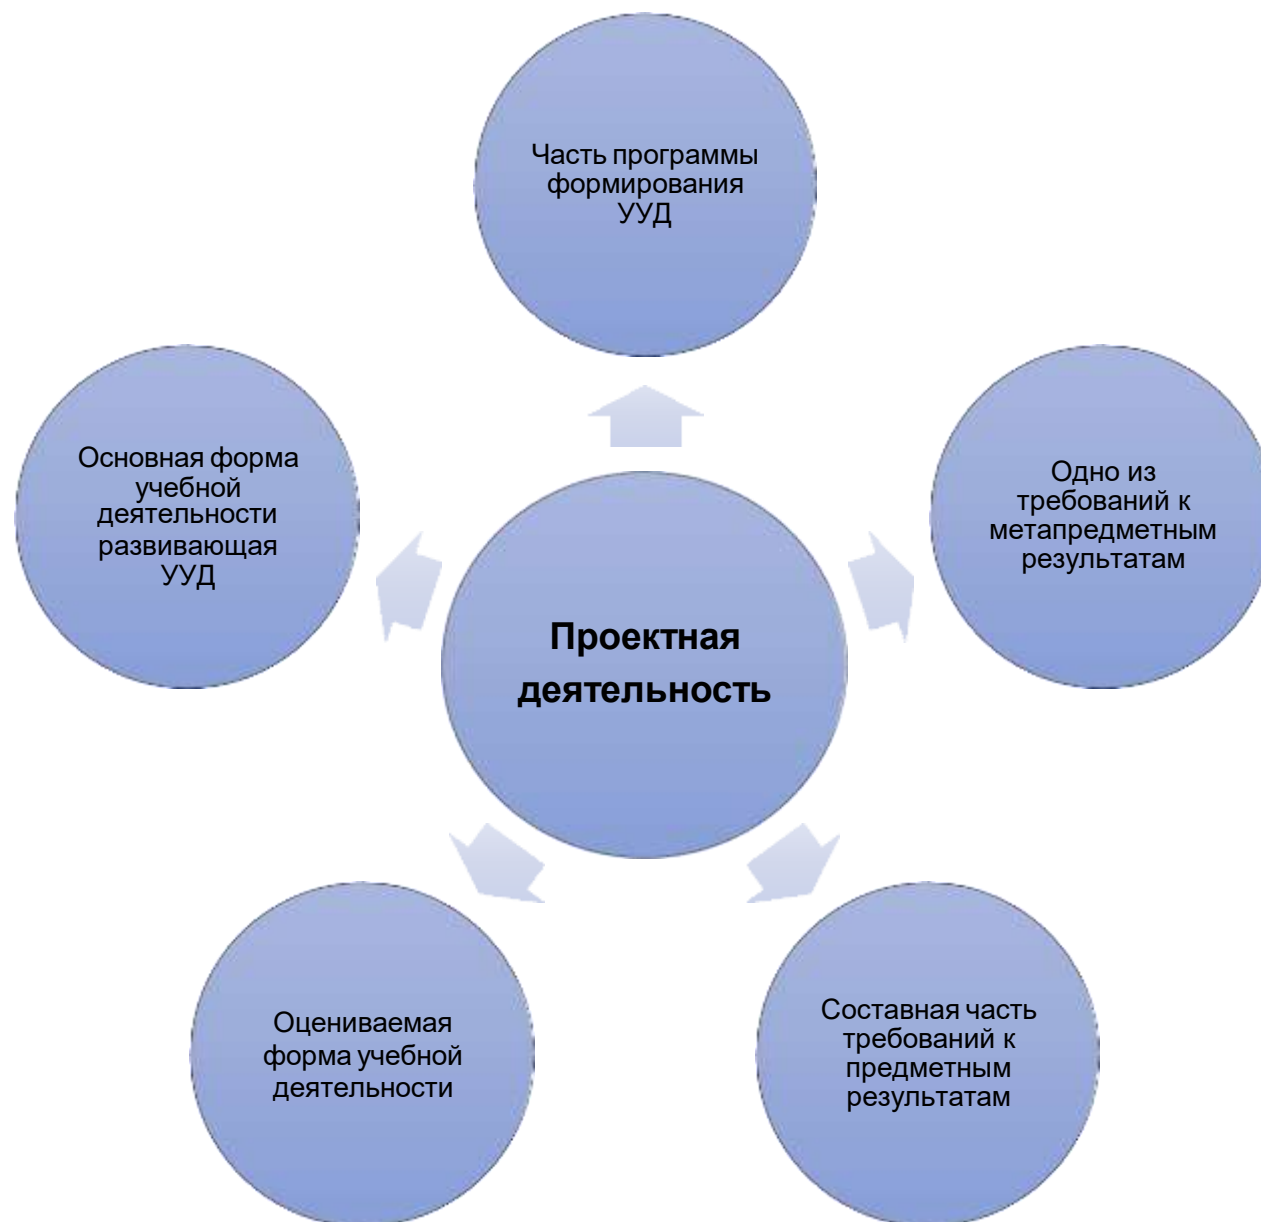 Часть программы
формирования
УУД
Основная форма
учебной
деятельности
развивающая
УУД
Одно из
требований к
метапредметным
результатам
Проектная
деятельность
Оцениваемая
форма учебной
деятельности
Составная часть
требований к
предметным
результатам